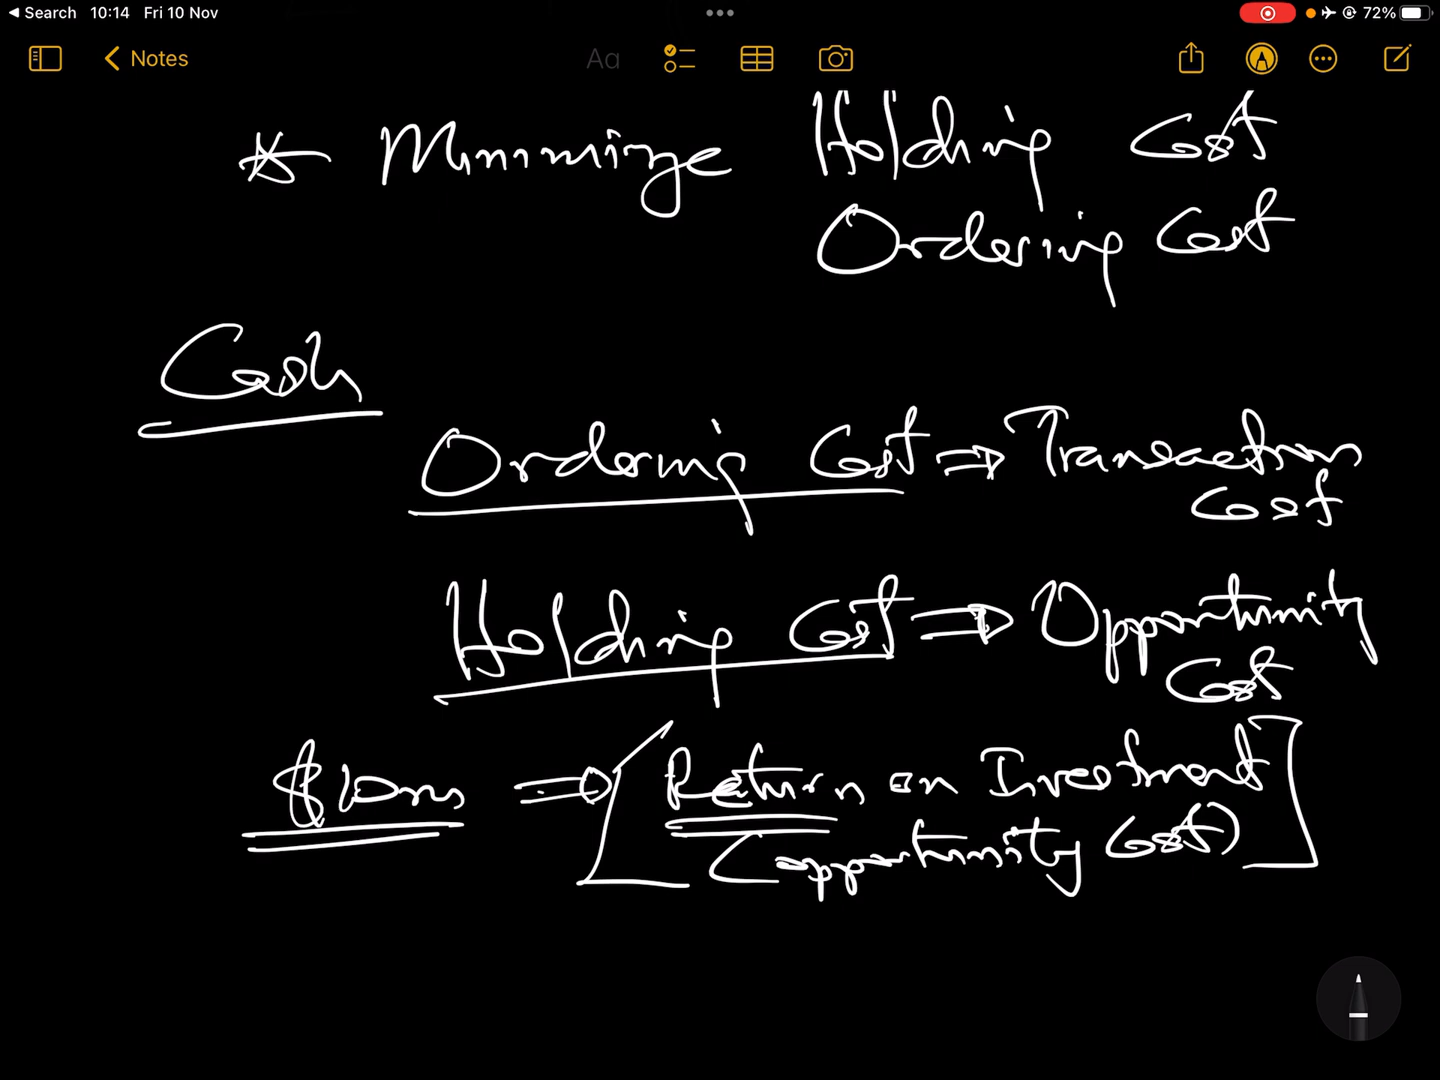 Search 10:14 Fri 10 Nov 72%
Notes Aa
* Minimize Holding Cost
Ordering Cost
Cash
Ordering Cost ⇒ Transaction Cost
Holding Cost ⇒ Opportunity Cost
$10m ⇒ [Return on Investment
(opportunity Cost)]